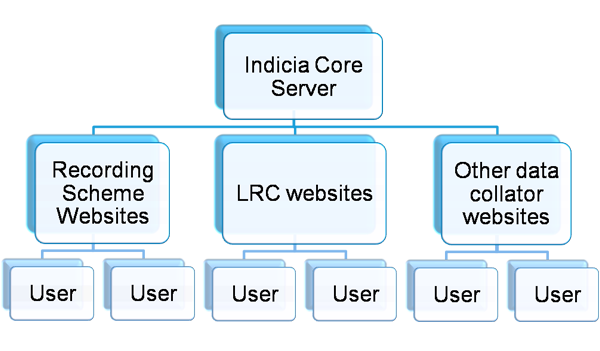 Indicia Core
Server
Recording
Scheme
Websites
LRC websites
Other data
collator
websites
User
User
User
User
User
User